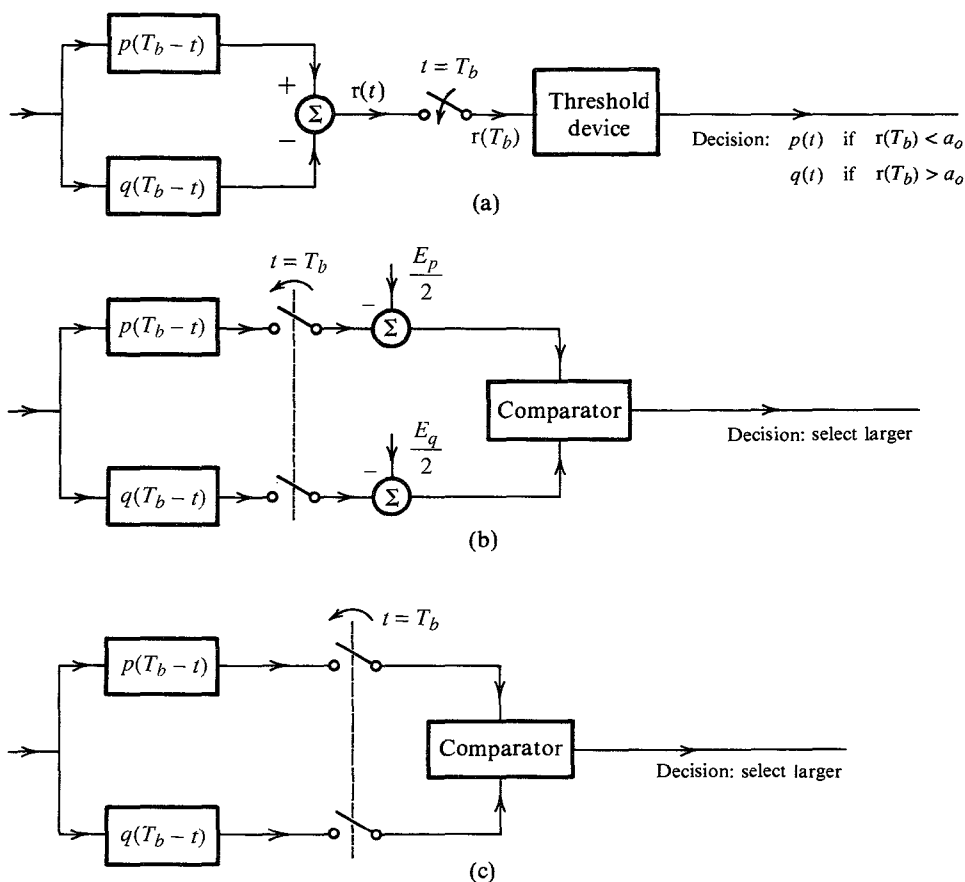 p(T_b − t)
+
t = T_b
r(t)
Σ
−
r(T_b)
Threshold
device
Decision: p(t) if r(T_b) < a_o
q(t) if r(T_b) > a_o
q(T_b − t)
(a)
t = T_b
E_p
2
p(T_b − t)
−
Σ
Comparator
Decision: select larger
E_q
2
q(T_b − t)
−
Σ
(b)
t = T_b
p(T_b − t)
Comparator
Decision: select larger
q(T_b − t)
(c)